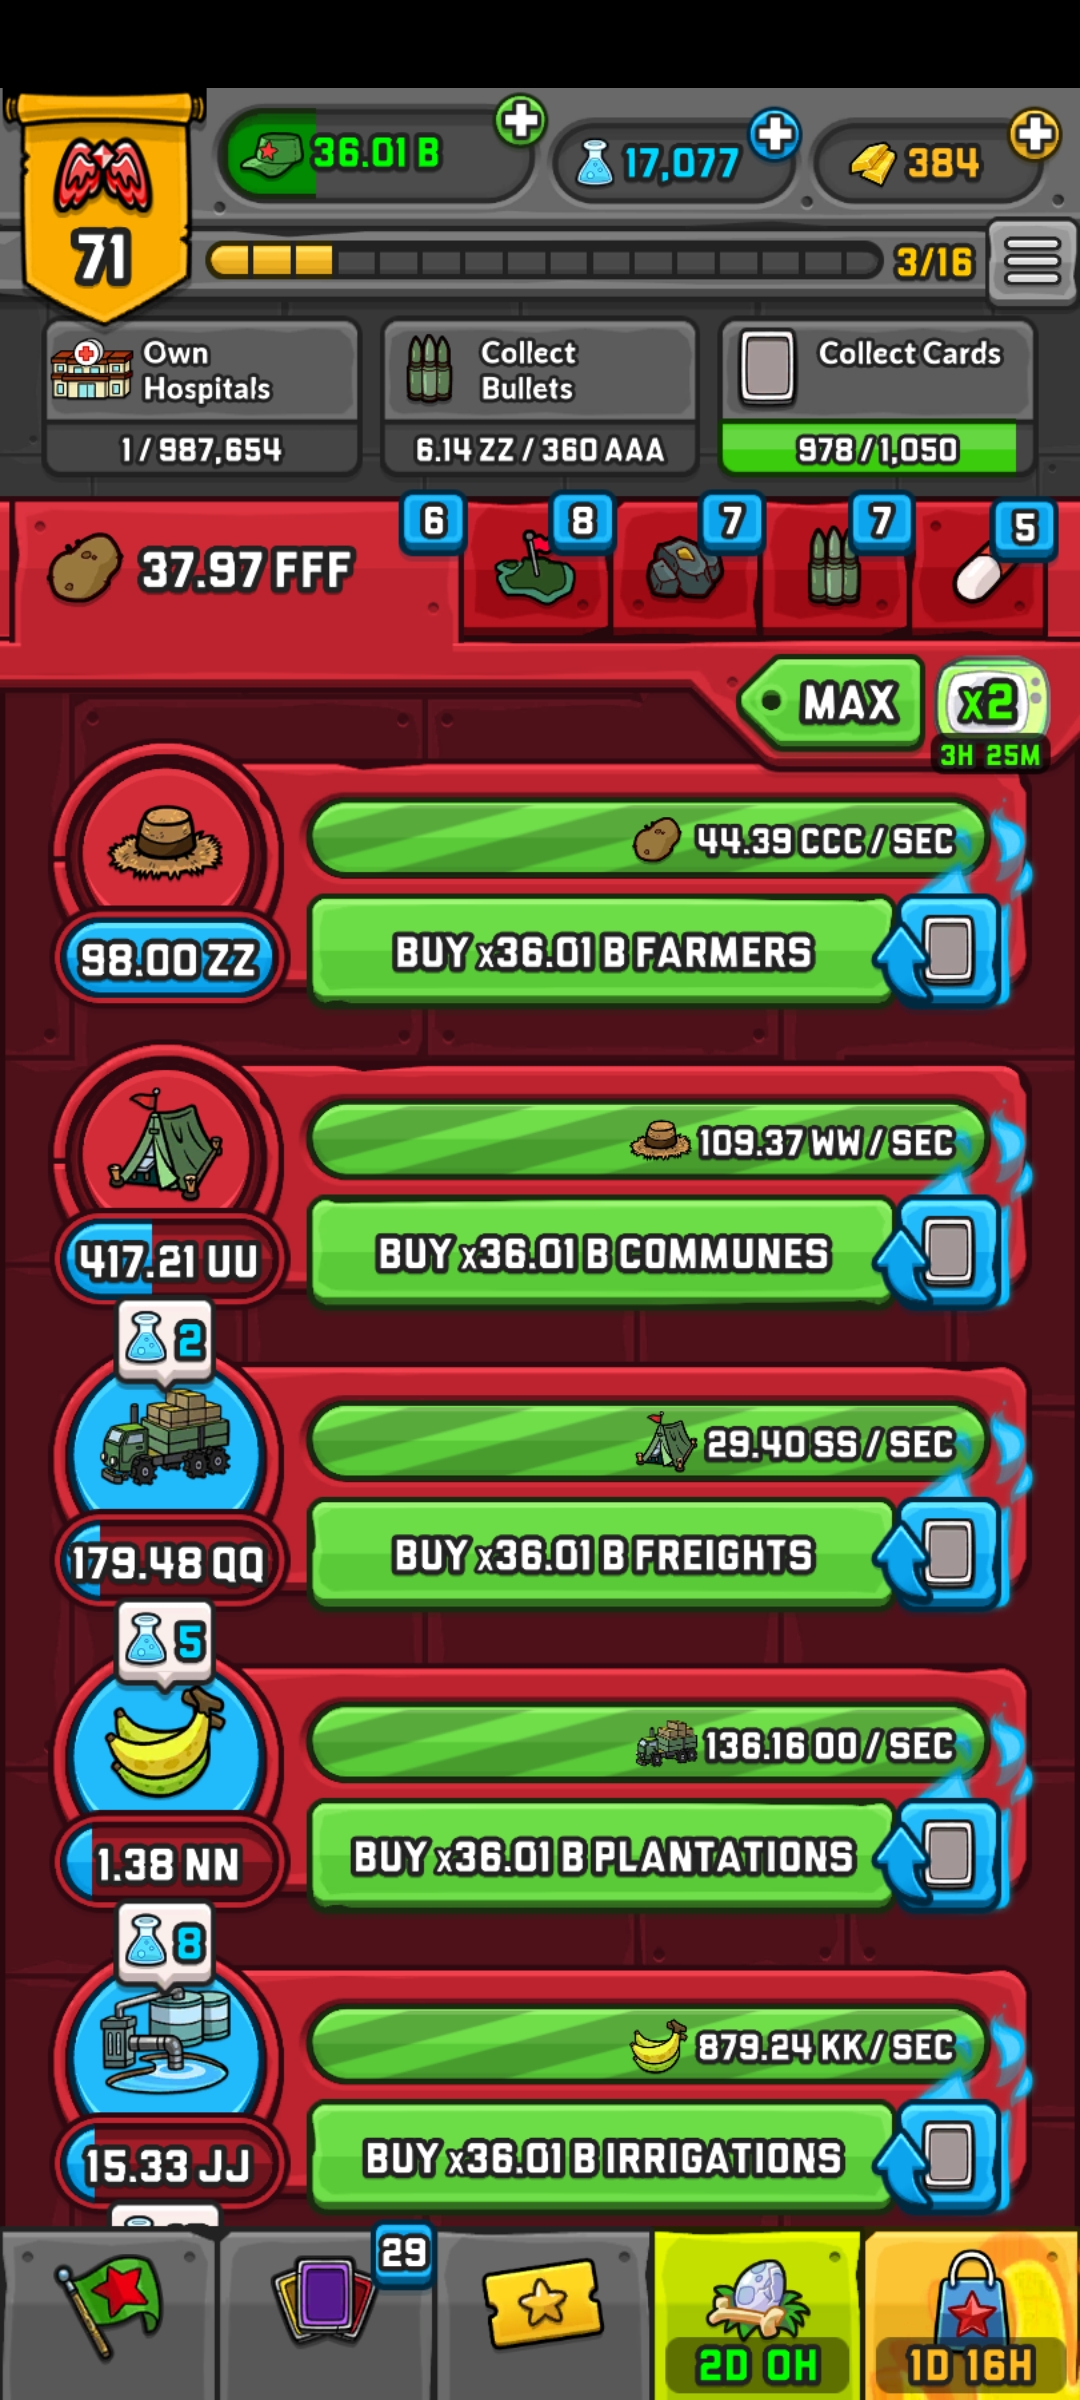 36.01 B
17,077
384
71
3/16
Own
Hospitals
1 / 987,654
Collect
Bullets
6.14 ZZ / 360 AAA
Collect Cards
978 / 1,050
37.97 FFF
6
8
7
7
5
MAX
x2
3H 25M
44.39 CCC / SEC
98.00 ZZ
BUY x36.01 B FARMERS
109.37 WW / SEC
417.21 UU
BUY x36.01 B COMMUNES
2
29.40 SS / SEC
179.48 QQ
BUY x36.01 B FREIGHTS
5
136.16 OO / SEC
1.38 NN
BUY x36.01 B PLANTATIONS
8
879.24 KK / SEC
15.33 JJ
BUY x36.01 B IRRIGATIONS
29
2D 0H
1D 16H